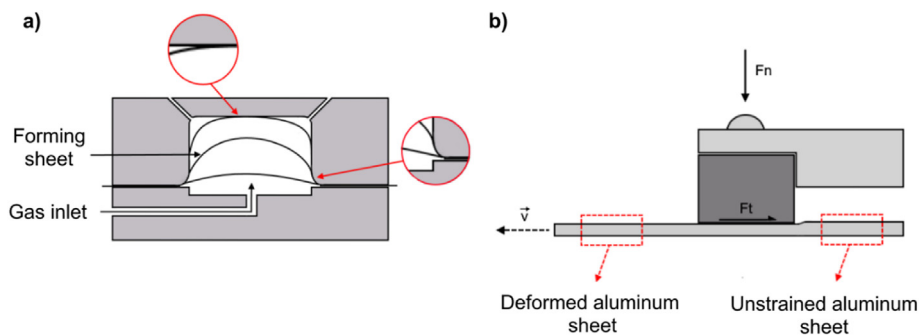 a)
Forming
sheet
Gas inlet
b)
Fn
Ft
v
Deformed aluminum
sheet
Unstrained aluminum
sheet